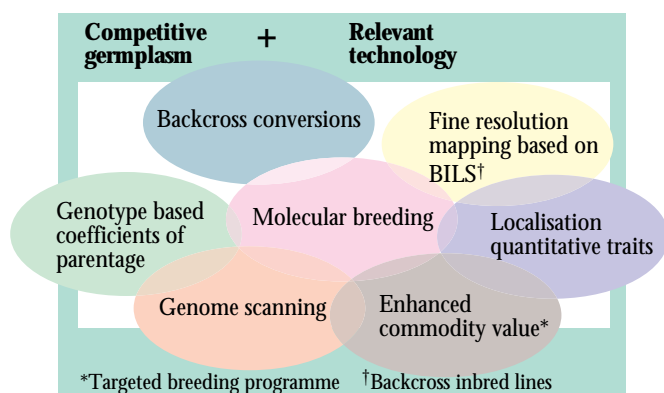 Competitive + Relevant
germplasm technology
Backcross conversions
Fine resolution
mapping based on
BILS†
Genotype based
coefficients of
parentage
Molecular breeding
Localisation
quantitative traits
Genome scanning
Enhanced
commodity value*
*Targeted breeding programme †Backcross inbred lines